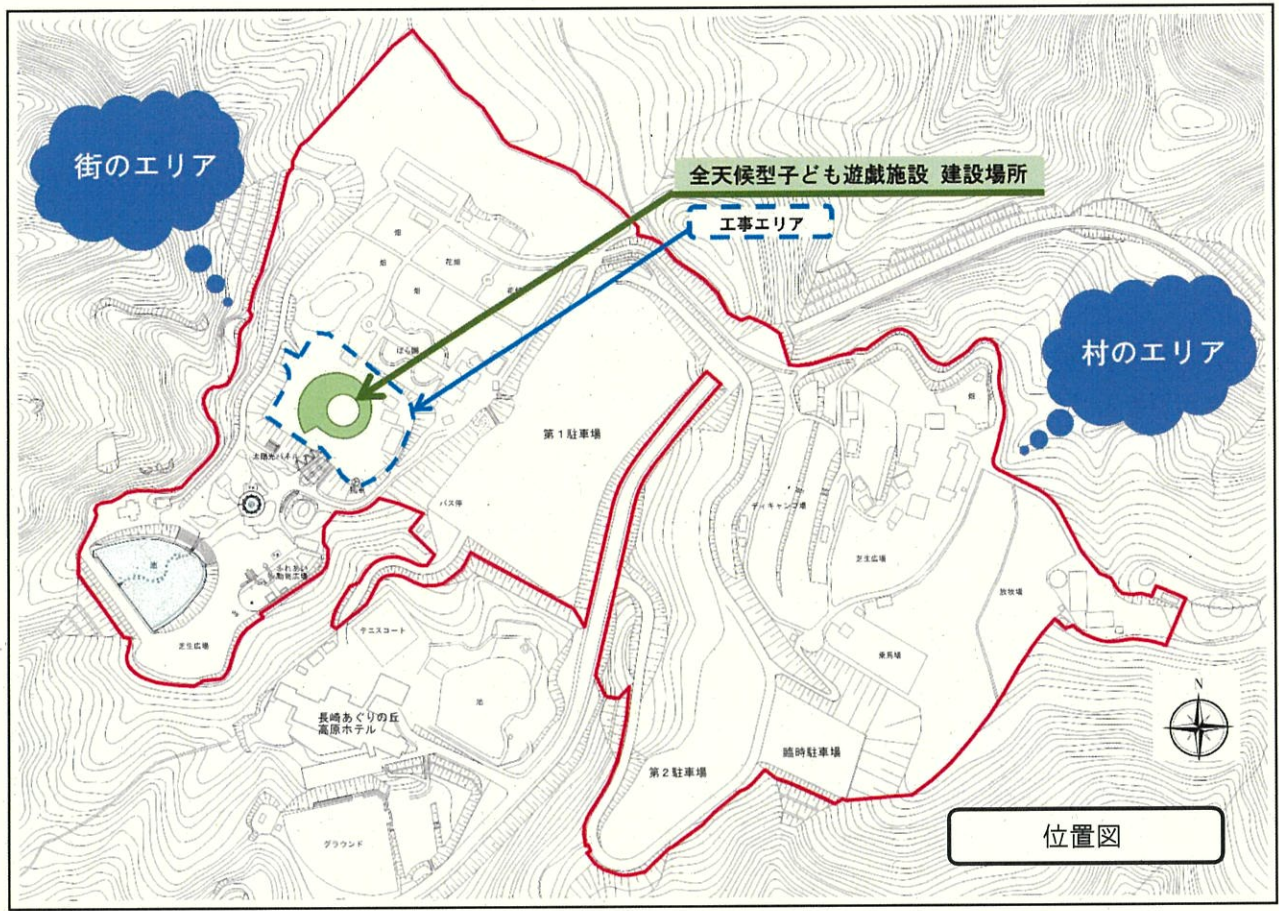 街のエリア
全天候型子ども遊戯施設 建設場所
工事エリア
村のエリア
畑
畑
花畑
畑
花畑
ばら園
畑
第1駐車場
太陽光パネル
バス停
デイキャンプ場
芝生広場
池
ふれあい
動物広場
放牧場
テニスコート
芝生広場
乗馬場
池
長崎あぐりの丘
高原ホテル
臨時駐車場
第2駐車場
グラウンド
N
位置図